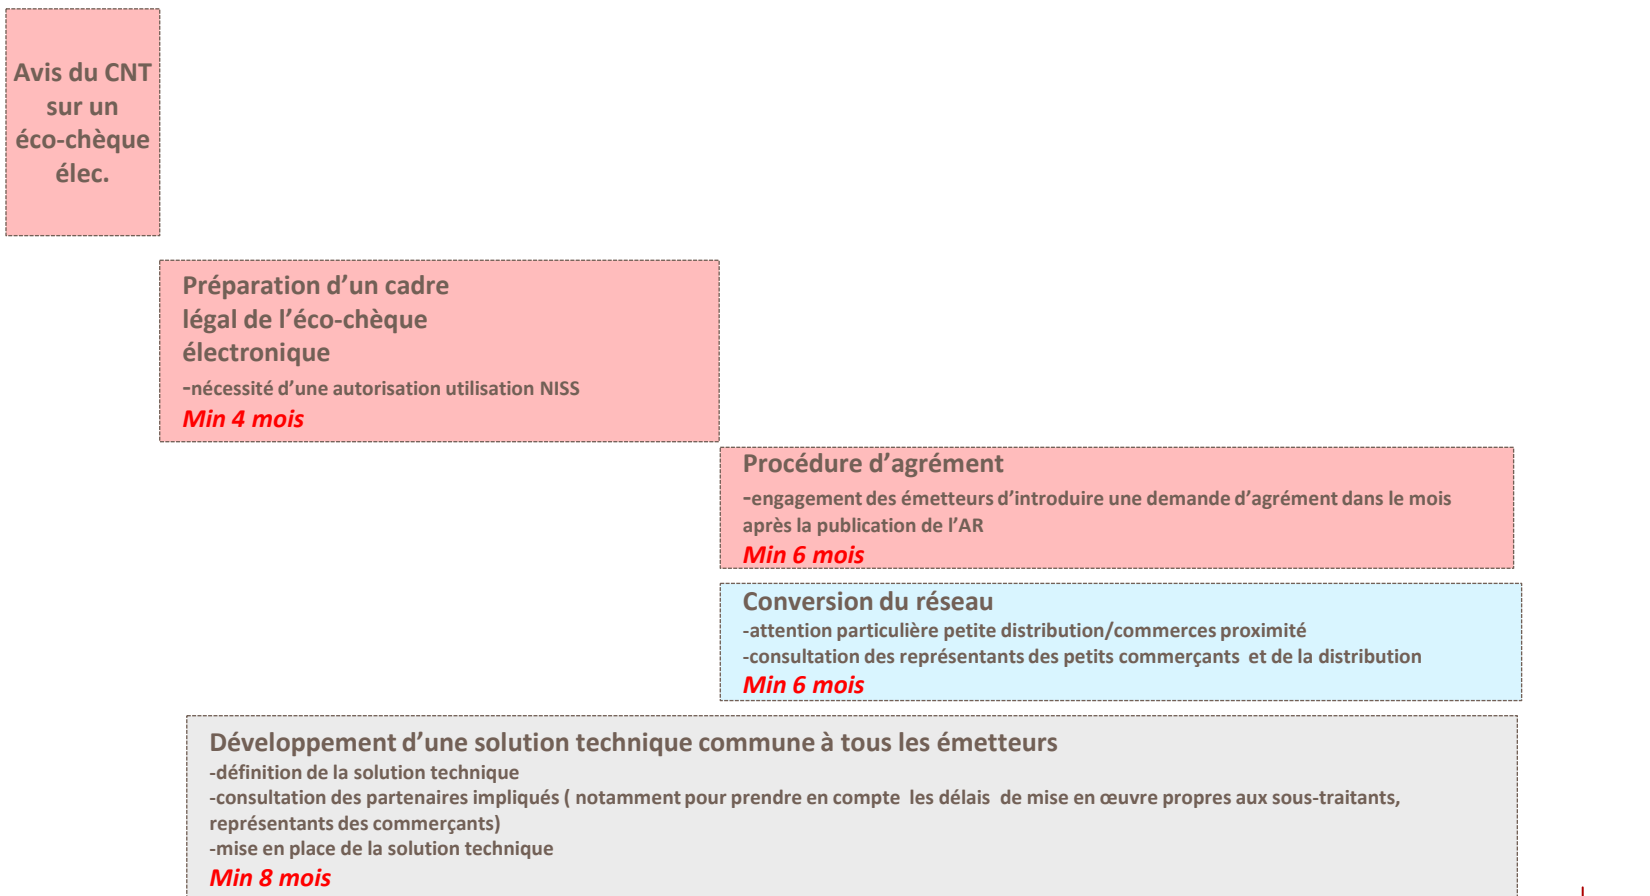 Avis du CNT
sur un
éco-chèque
élec.
Préparation d’un cadre
légal de l’éco-chèque
électronique
-nécessité d’une autorisation utilisation NISS
Min 4 mois
Procédure d’agrément
-engagement des émetteurs d’introduire une demande d’agrément dans le mois
après la publication de l’AR
Min 6 mois
Conversion du réseau
-attention particulière petite distribution/commerces proximité
-consultation des représentants des petits commerçants et de la distribution
Min 6 mois
Développement d’une solution technique commune à tous les émetteurs
-définition de la solution technique
-consultation des partenaires impliqués ( notamment pour prendre en compte les délais de mise en œuvre propres aux sous-traitants,
représentants des commerçants)
-mise en place de la solution technique
Min 8 mois